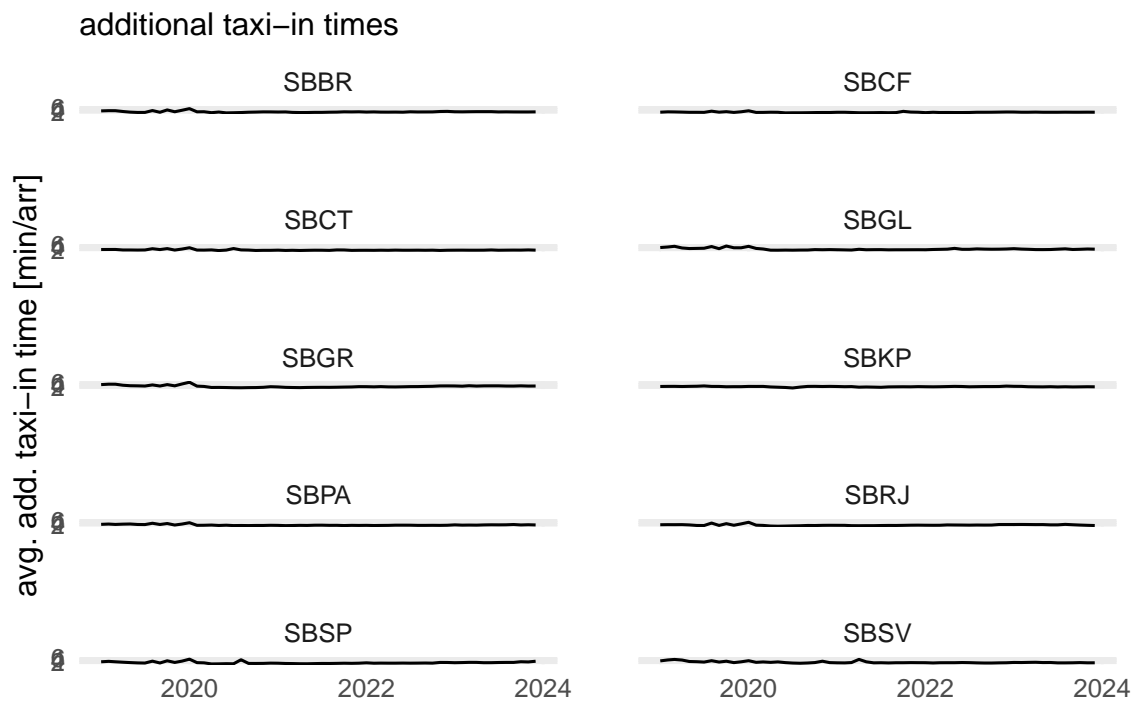 additional taxi−in times
SBBR
SBCF
SBCT
SBGL
SBGR
SBKP
SBPA
SBRJ
SBSP
SBSV
avg. add. taxi−in time [min/arr]
2020
2022
2024
2020
2022
2024